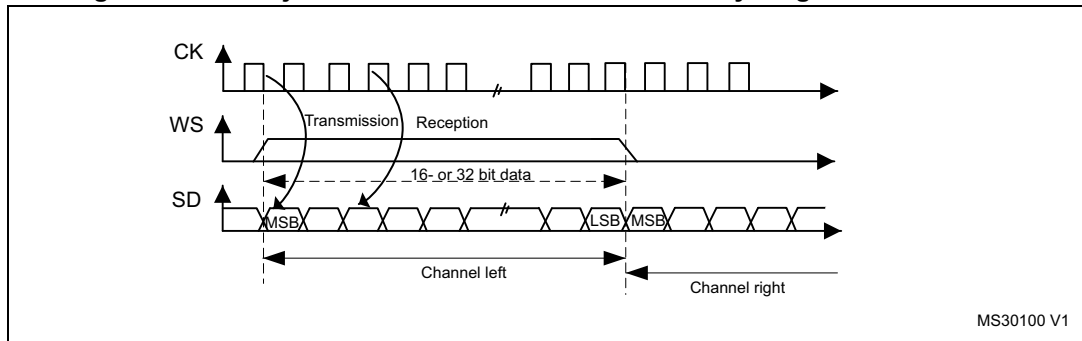 CK
Transmission
Reception
WS
16- or 32 bit data
SD
MSB
LSB
MSB
Channel left
Channel right
MS30100 V1